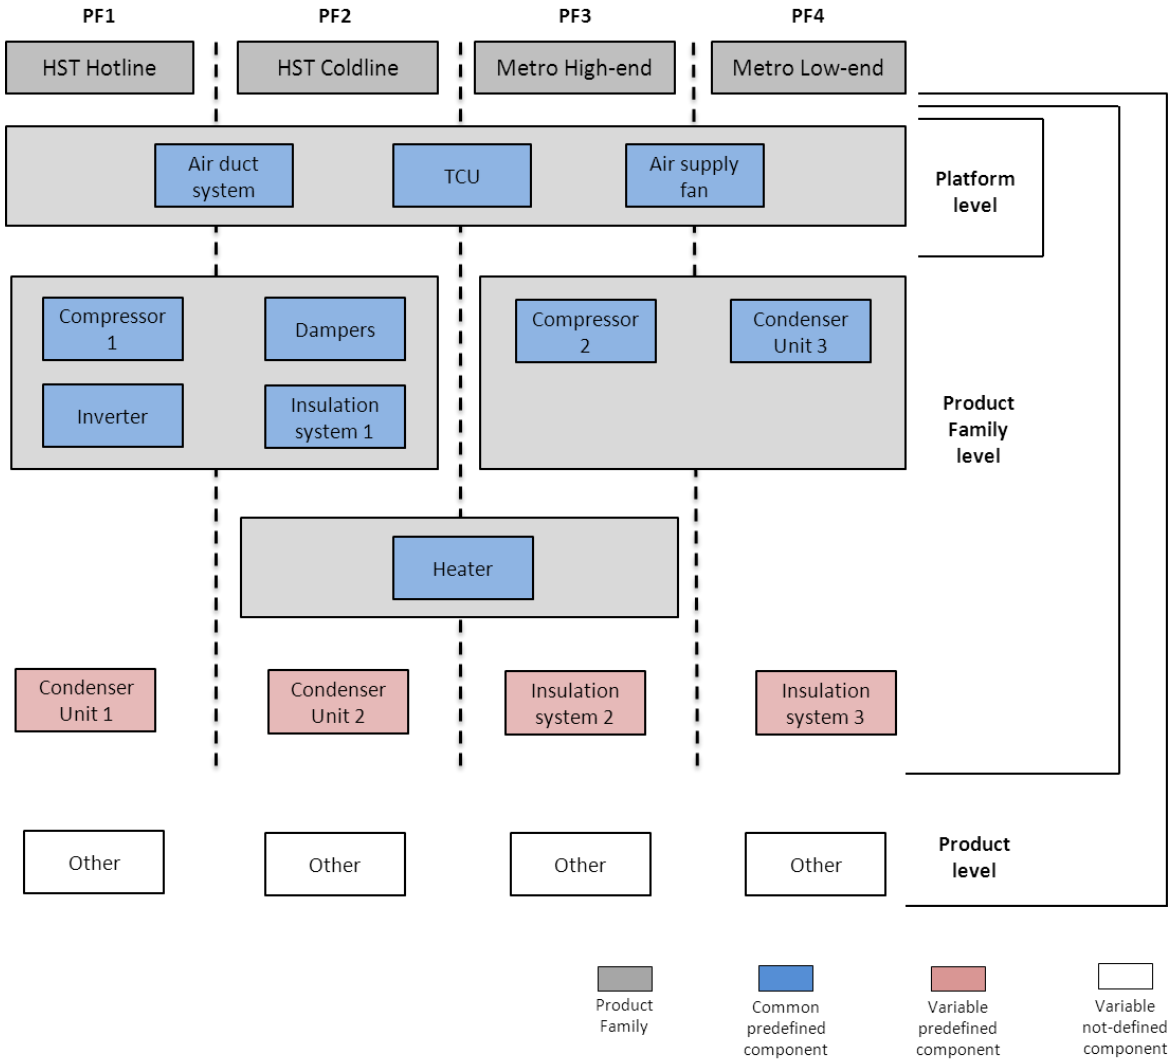 PF1 PF2 PF3 PF4
HST Hotline HST Coldline Metro High-end Metro Low-end
Air duct
system
TCU
Air supply
fan
Platform
level
Compressor
1
Dampers
Compressor
2
Condenser
Unit 3
Inverter
Insulation
system 1
Product
Family
level
Heater
Condenser
Unit 1
Condenser
Unit 2
Insulation
system 2
Insulation
system 3
Other Other Other Other
Product
level
Product
Family
Common
predefined
component
Variable
predefined
component
Variable
not-defined
component